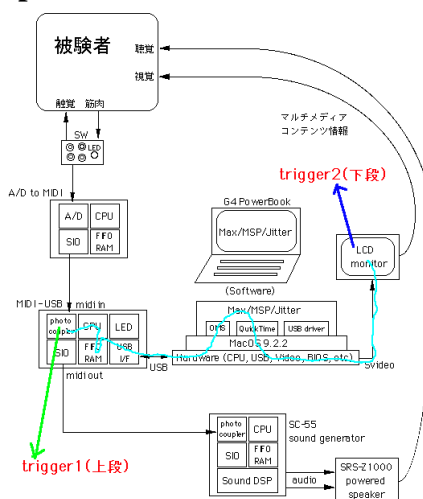 被験者
聴覚
視覚
触覚 筋肉
SW
LED
マルチメディア
コンテンツ情報
A/D to MIDI
A/D CPU
SIO FIFO RAM
trigger2(下段)
G4 PowerBook
Max/MSP/Jitter
(Software)
LCD
monitor
MIDI-USB midi in
photo coupler CPU LED
SIO FIFO RAM USB I/F
midi out
USB
Max/MSP/Jitter
OMS QuickTime USB driver
MacOS 9.2.2
Hardware (CPU, USB, Video, BIOS, etc)
Svideo
trigger1(上段)
photo coupler CPU
SIO FIFO RAM
Sound DSP
SC-55
sound generator
audio
SRS-Z1000
powered
speaker